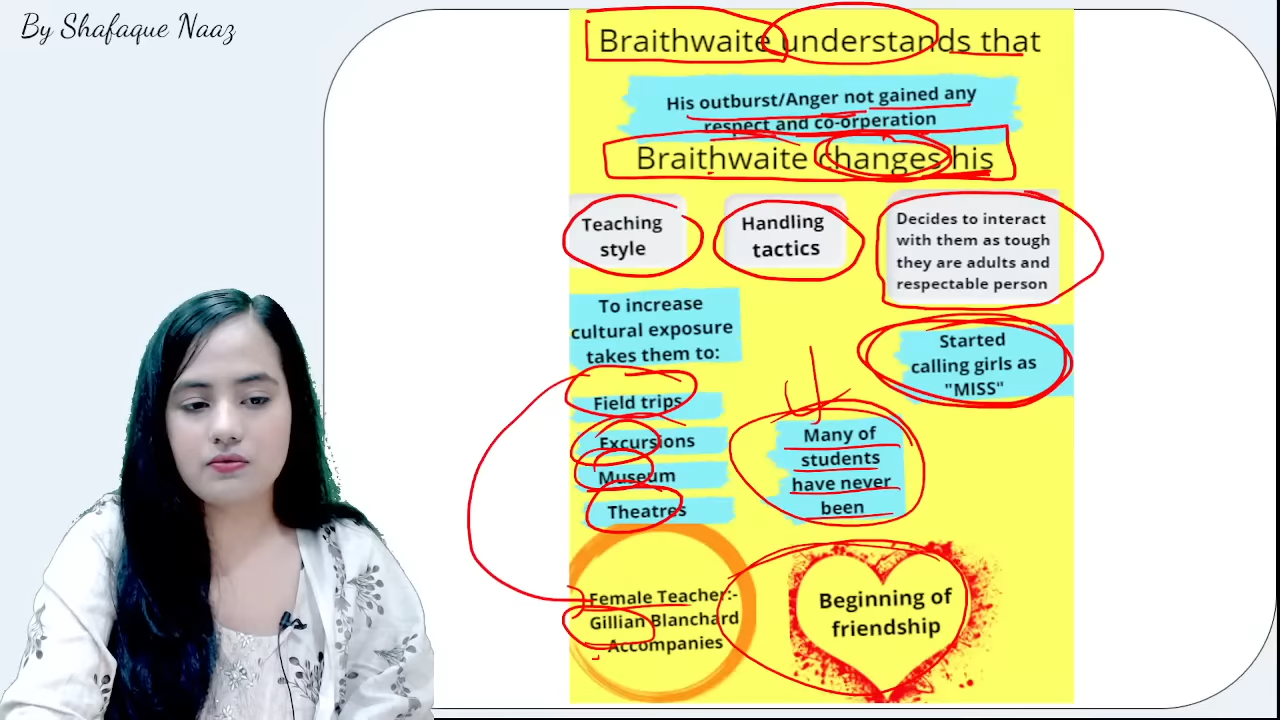 By Shafaque Naaz
Braithwaite understands that
His outburst/Anger not gained any
respect and co-orperation
Braithwaite changes his
Teaching
style
Handling
tactics
Decides to interact
with them as tough
they are adults and
respectable person
To increase
cultural exposure
takes them to:
Started
calling girls as
"MISS"
Field trips
Excursions
Museum
Theatres
Many of
students
have never
been
Female Teacher:-
Gillian Blanchard
Accompanies
Beginning of
friendship